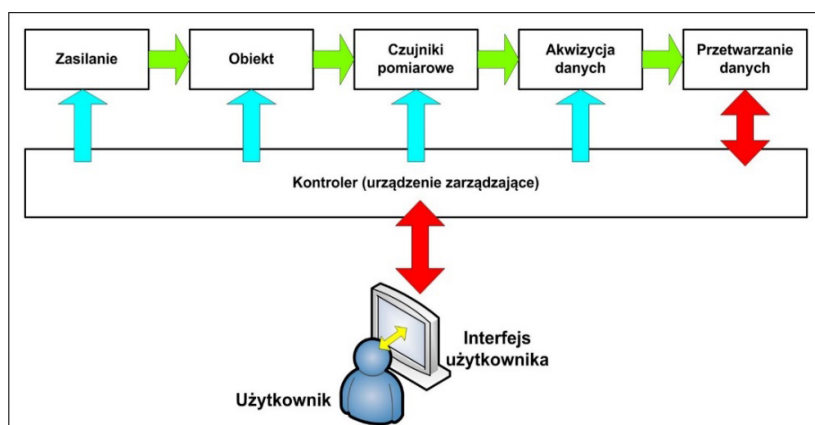 Zasilanie
Obiekt
Czujniki
pomiarowe
Akwizycja
danych
Przetwarzanie
danych
Kontroler (urządzenie zarządzające)
Interfejs
użytkownika
Użytkownik